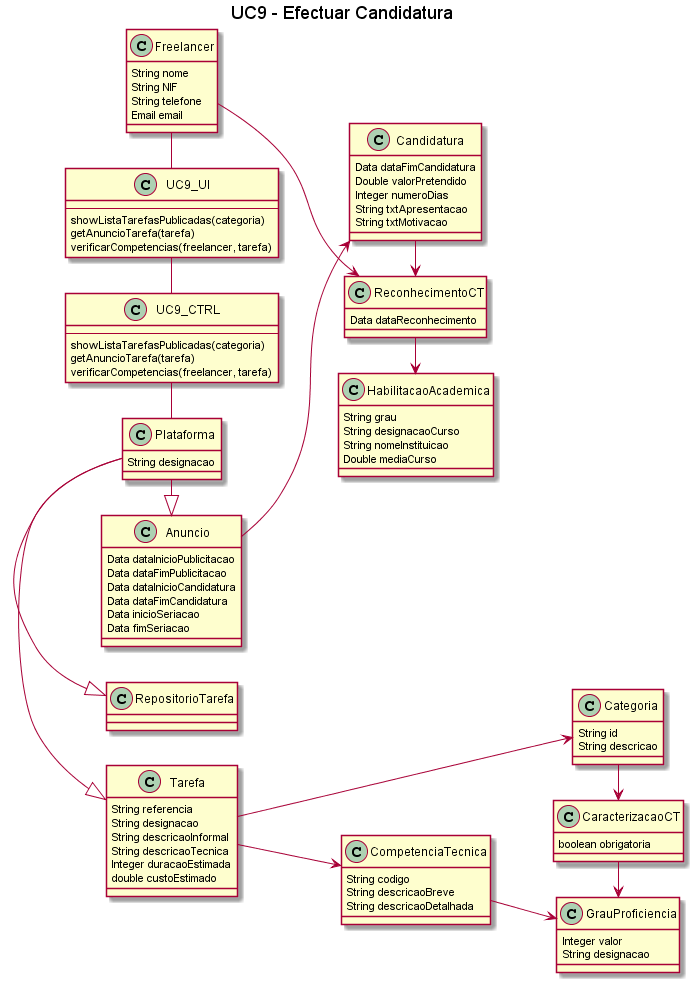 UC9 - Efectuar Candidatura
C Freelancer
String nome
String NIF
String telefone
Email email
C UC9_UI
showListaTarefasPublicadas(categoria)
getAnuncioTarefa(tarefa)
verificarCompetencias(freelancer, tarefa)
C UC9_CTRL
showListaTarefasPublicadas(categoria)
getAnuncioTarefa(tarefa)
verificarCompetencias(freelancer, tarefa)
C Plataforma
String designacao
C Anuncio
Data dataInicioPublicitacao
Data dataFimPublicitacao
Data dataInicioCandidatura
Data dataFimCandidatura
Data inicioSeriacao
Data fimSeriacao
C Candidatura
Data dataFimCandidatura
Double valorPretendido
Integer numeroDias
String txtApresentacao
String txtMotivacao
C ReconhecimentoCT
Data dataReconhecimento
C HabilitacaoAcademica
String grau
String designacaoCurso
String nomeInstituicao
Double mediaCurso
C RepositorioTarefa
C Tarefa
String referencia
String designacao
String descricaoInformal
String descricaoTecnica
Integer duracaoEstimada
double custoEstimado
C CompetenciaTecnica
String codigo
String descricaoBreve
String descricaoDetalhada
C Categoria
String id
String descricao
C CaracterizacaoCT
boolean obrigatoria
C GrauProficiencia
Integer valor
String designacao